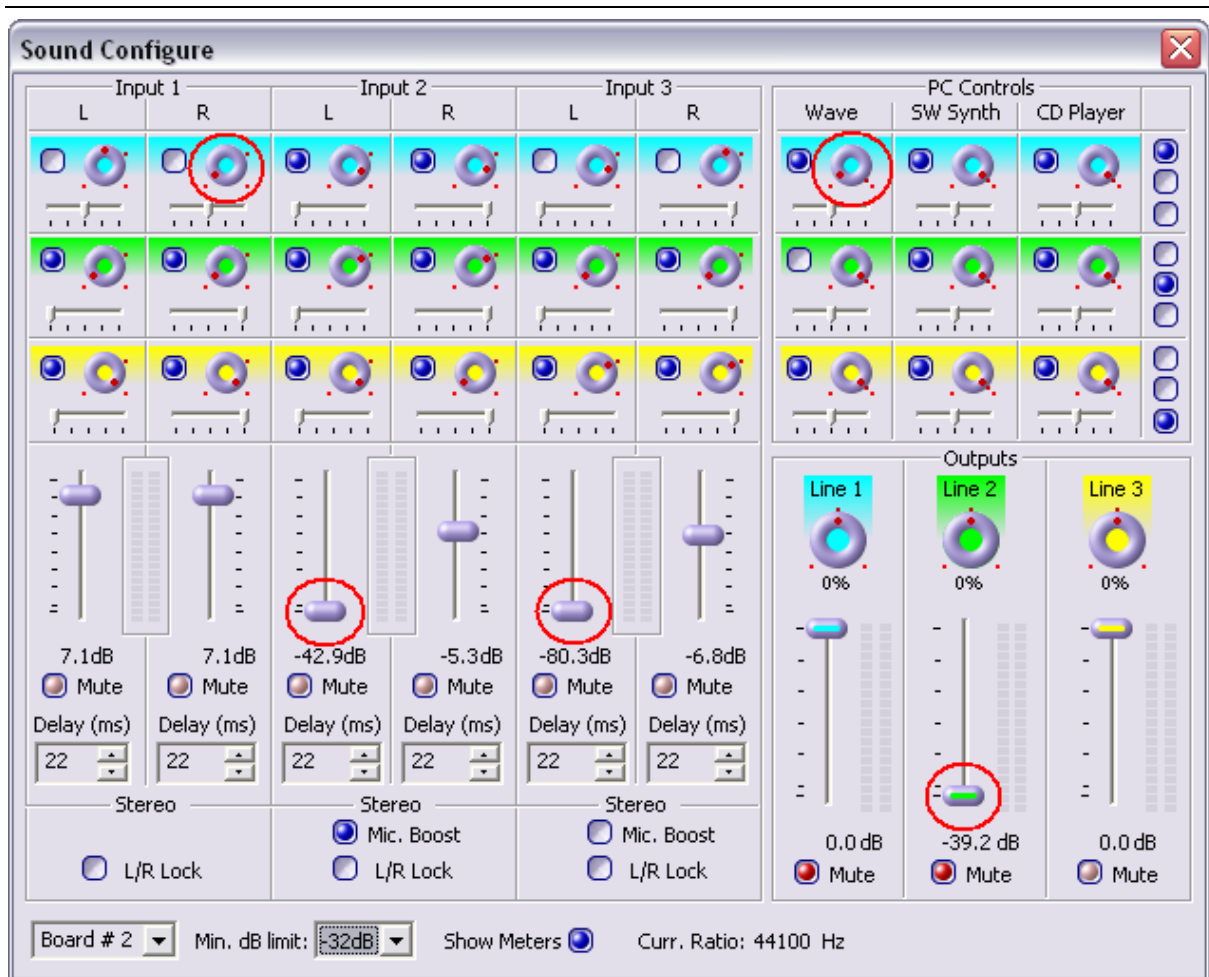 Sound Configure
Input 1 Input 2 Input 3 PC Controls
L R L R L R Wave SW Synth CD Player
Outputs
Line 1 Line 2 Line 3
0% 0% 0%
7.1dB 7.1dB -42.9dB -5.3dB -80.3dB -6.8dB
Mute Mute Mute Mute Mute Mute
Delay (ms) Delay (ms) Delay (ms) Delay (ms) Delay (ms) Delay (ms)
22 22 22 22 22 22
Stereo Stereo Stereo
Mic. Boost Mic. Boost
0.0 dB -39.2 dB 0.0 dB
L/R Lock L/R Lock L/R Lock
Mute Mute Mute
Board # 2 Min. dB limit: -32dB Show Meters Curr. Ratio: 44100 Hz